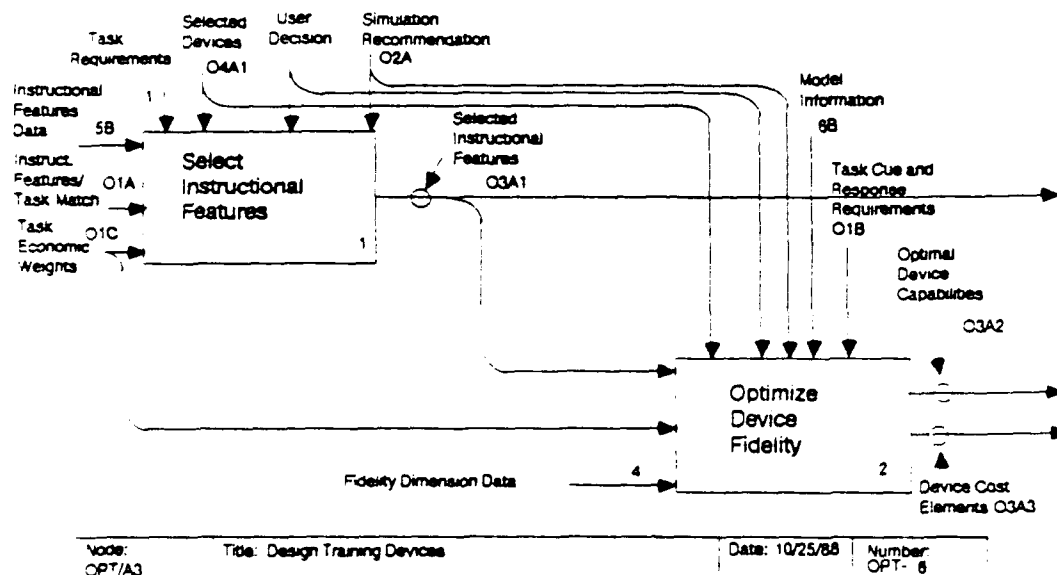 Task
Requirements
1
Selected
Devices
O4A1
User
Decision
Simulation
Recommendation
O2A
Instructional
Features
Data
5B
Instruct.
Features/
Task Match
O1A
Task
Economic
Weights
O1C
Select
Instructional
Features
1
Selected
Instructional
Features
O3A1
Model
Information
6B
Task Cue and
Response
Requirements
O1B
Optimal
Device
Capabilities
O3A2
Optimize
Device
Fidelity
2
Fidelity Dimension Data
4
Device Cost
Elements O3A3
Node:
OPT/A3
Title: Design Training Devices
Date: 10/25/88
Number:
OPT- 6